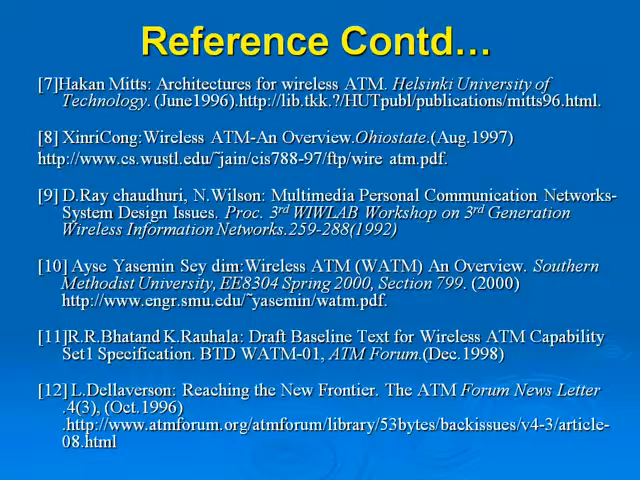 Reference Contd…
[7]Hakan Mitts: Architectures for wireless ATM. Helsinki University of
Technology. (June1996).http://lib.tkk.?/HUTpubl/publications/mitts96.html.
[8] XinriCong:Wireless ATM-An Overview.Ohiostate.(Aug.1997)
http://www.cs.wustl.edu/~jain/cis788-97/ftp/wire atm.pdf.
[9] D.Ray chaudhuri, N.Wilson: Multimedia Personal Communication Networks-
System Design Issues. Proc. 3rd WIWLAB Workshop on 3rd Generation
Wireless Information Networks.259-288(1992)
[10] Ayse Yasemin Sey dim:Wireless ATM (WATM) An Overview. Southern
Methodist University, EE8304 Spring 2000, Section 799. (2000)
http://www.engr.smu.edu/~yasemin/watm.pdf.
[11]R.R.Bhatand K.Rauhala: Draft Baseline Text for Wireless ATM Capability
Set1 Specification. BTD WATM-01, ATM Forum.(Dec.1998)
[12] L.Dellaverson: Reaching the New Frontier. The ATM Forum News Letter
.4(3), (Oct.1996)
.http://www.atmforum.org/atmforum/library/53bytes/backissues/v4-3/article-
08.html